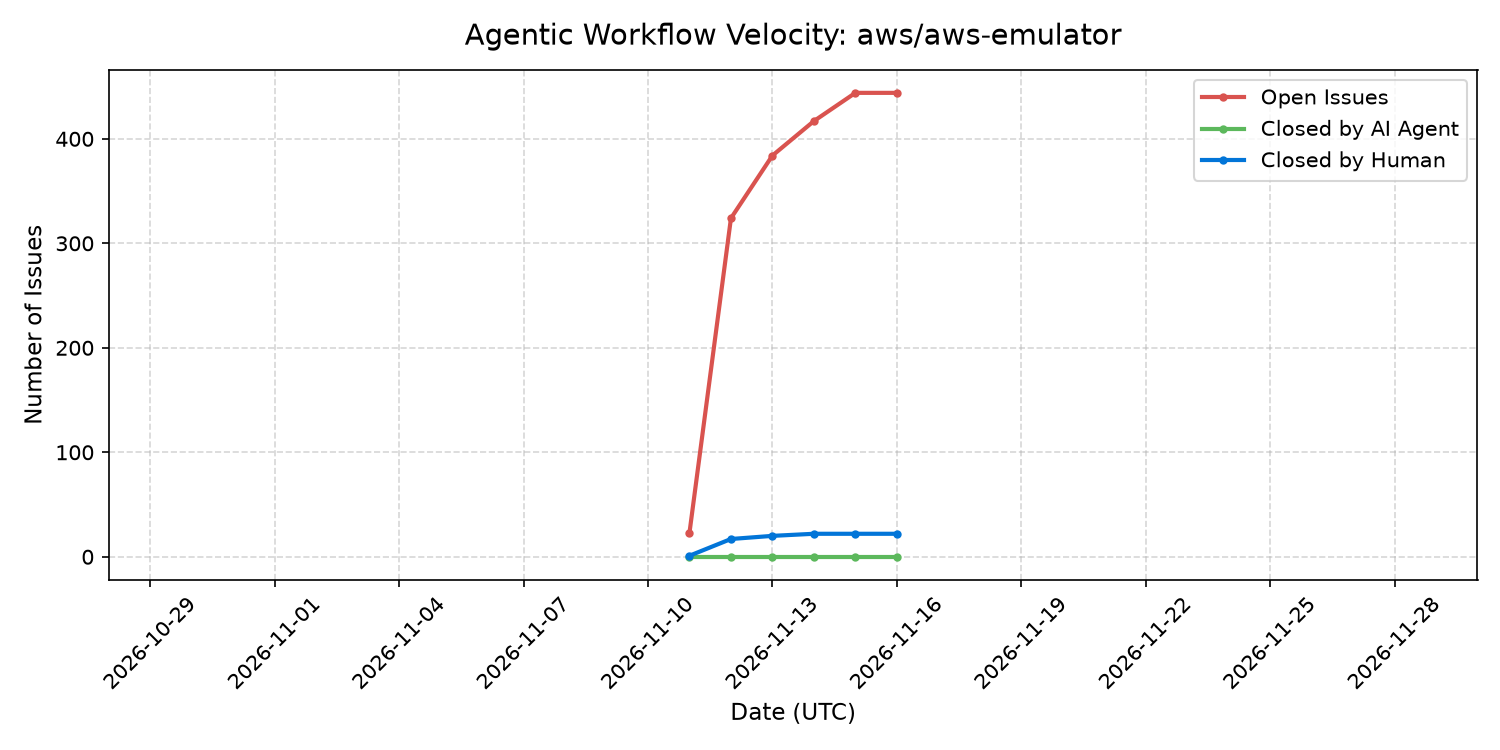 Agentic Workflow Velocity: aws/aws-emulator
Open Issues
Closed by AI Agent
Closed by Human
Number of Issues
400
300
200
100
0
2026-10-29
2026-11-01
2026-11-04
2026-11-07
2026-11-10
2026-11-13
2026-11-16
2026-11-19
2026-11-22
2026-11-25
2026-11-28
Date (UTC)